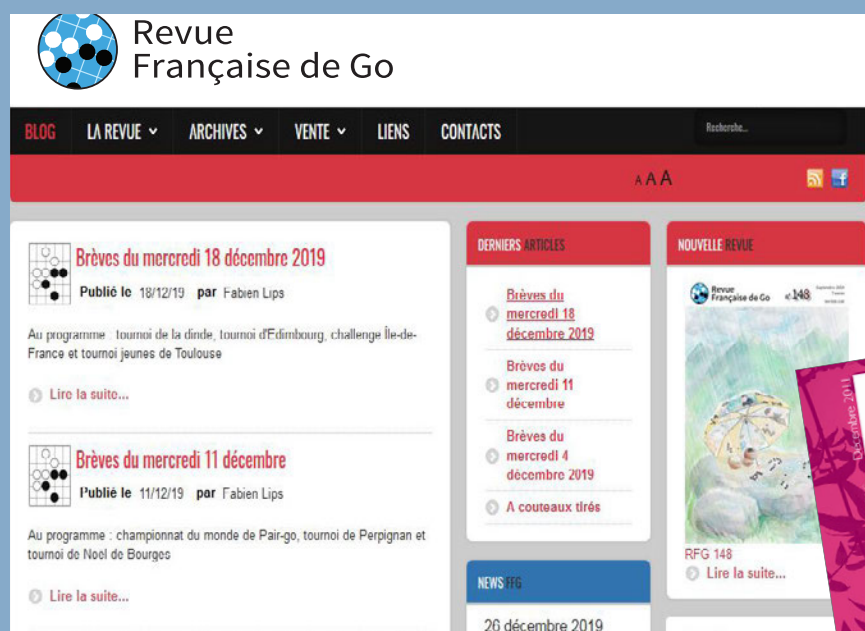 Revue
Française de Go
BLOG LA REVUE ARCHIVES VENTE LIENS CONTACTS Recherche...
A A A
Brèves du mercredi 18 décembre 2019
Publié le 18/12/19 par Fabien Lips
Au programme : tournoi de la dinde, tournoi d'Edimbourg, challenge Île-de-
France et tournoi jeunes de Toulouse
Lire la suite...
Brèves du mercredi 11 décembre
Publié le 11/12/19 par Fabien Lips
Au programme : championnat du monde de Pair-go, tournoi de Perpignan et
tournoi de Noël de Bourges
Lire la suite...
DERNIERS ARTICLES
Brèves du
mercredi 18
décembre 2019
Brèves du
mercredi 11
décembre
Brèves du
mercredi 4
décembre 2019
A couteaux tirés
NEWS FFG
26 décembre 2019
NOUVELLE REVUE
Revue
Française de Go
n° 148
RFG 148
Lire la suite...
Décembre 2011